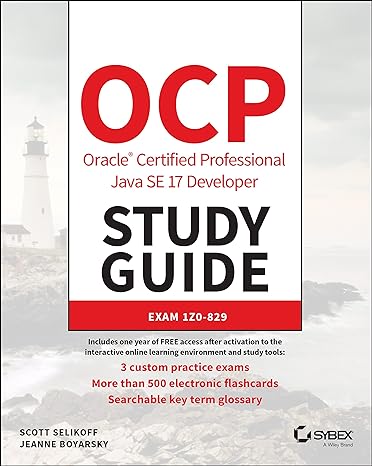 OCP
Oracle® Certified Professional
Java SE 17 Developer
STUDY
GUIDE
EXAM 1Z0-829
Includes one year of FREE access after activation to the
interactive online learning environment and study tools:
3 custom practice exams
More than 500 electronic flashcards
Searchable key term glossary
SCOTT SELIKOFF
JEANNE BOYARSKY
SYBEX
A Wiley Brand